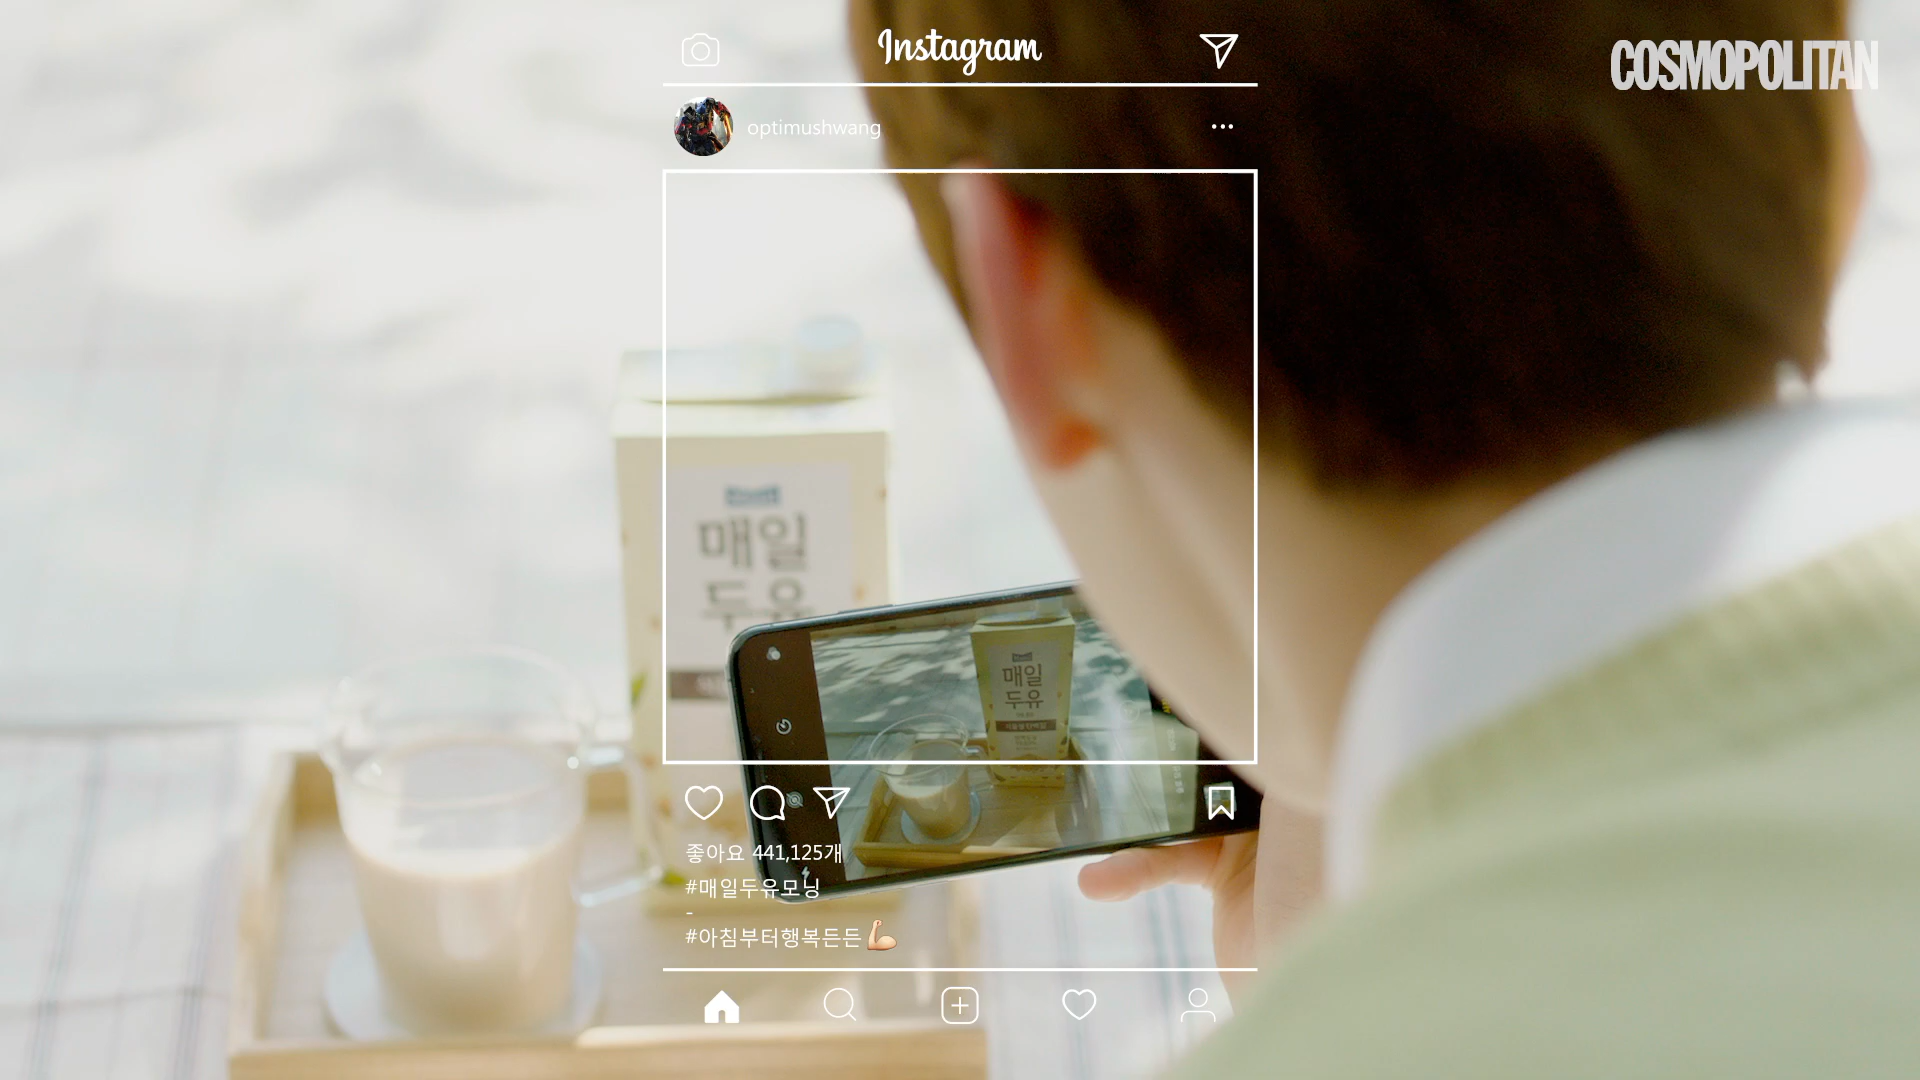 Instagram
COSMOPOLITAN
optimushwang
매일
두유
매일
두유
좋아요 441,125개
#매일두유모닝
-
#아침부터행복든든💪